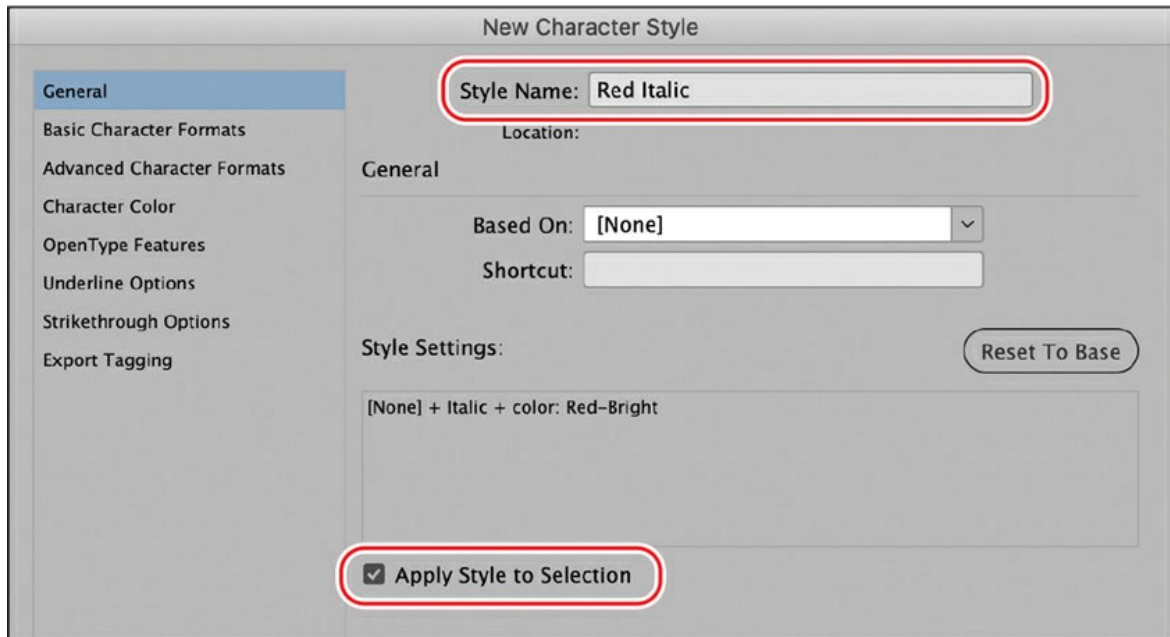 New Character Style
General
Basic Character Formats
Advanced Character Formats
Character Color
OpenType Features
Underline Options
Strikethrough Options
Export Tagging
Style Name: Red Italic
Location:
General
Based On: [None]
Shortcut:
Style Settings: Reset To Base
[None] + Italic + color: Red-Bright
Apply Style to Selection